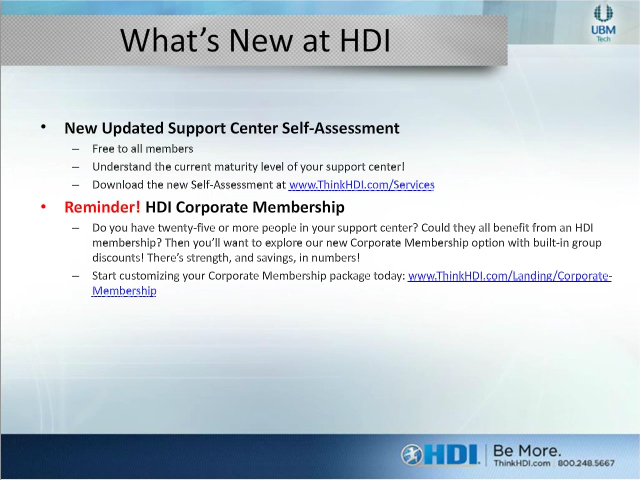 UBM
Tech
What's New at HDI
• New Updated Support Center Self-Assessment
– Free to all members
– Understand the current maturity level of your support center!
– Download the new Self-Assessment at www.ThinkHDI.com/Services
• Reminder! HDI Corporate Membership
– Do you have twenty-five or more people in your support center? Could they all benefit from an HDI
membership? Then you'll want to explore our new Corporate Membership option with built-in group
discounts! There's strength, and savings, in numbers!
– Start customizing your Corporate Membership package today: www.ThinkHDI.com/Landing/Corporate-
Membership
HDI. Be More.
ThinkHDI.com | 800.248.5667